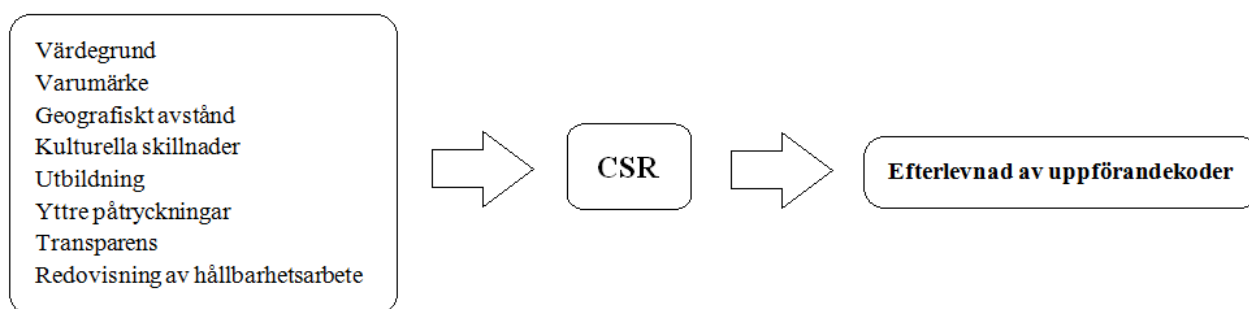 Värdegrund
Varumärke
Geografiskt avstånd
Kulturella skillnader
Utbildning
Yttre påtryckningar
Transparens
Redovisning av hållbarhetsarbete
CSR
Efterlevnad av uppförandekoder